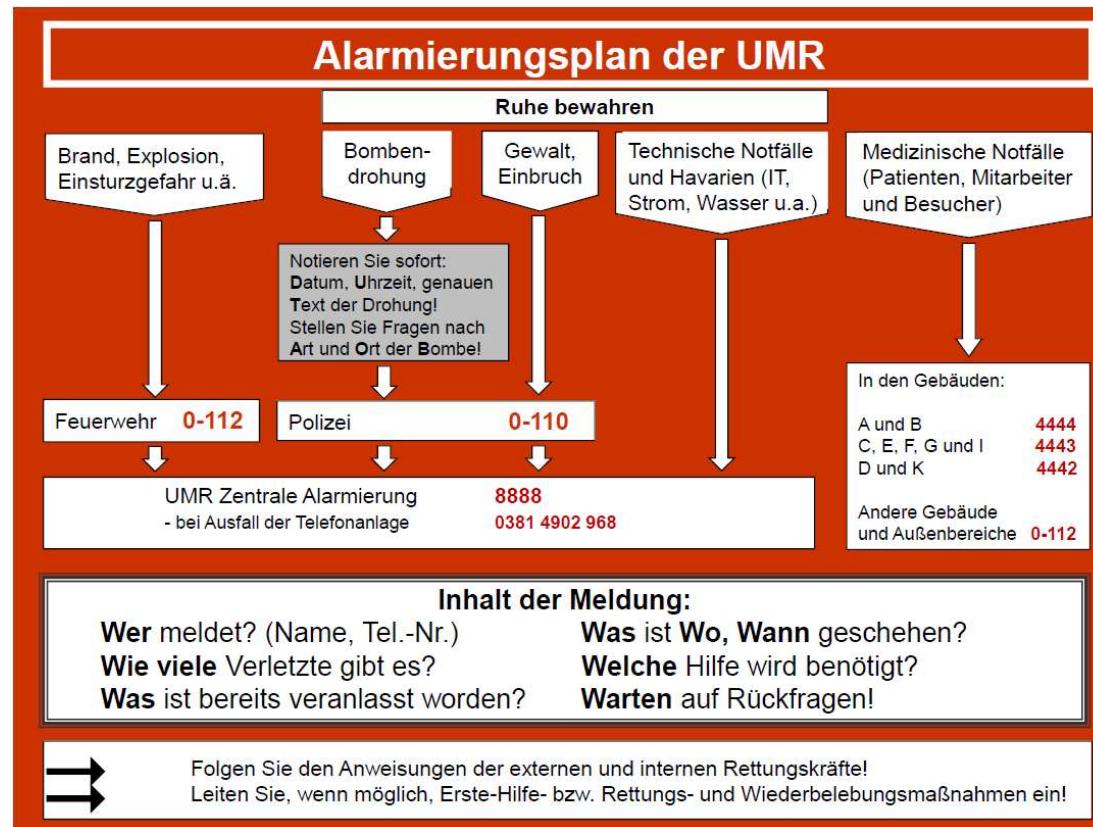 Alarmierungsplan der UMR
Ruhe bewahren
Brand, Explosion,
Einsturzgefahr u.ä.
Bomben-
drohung
Gewalt,
Einbruch
Technische Notfälle
und Havarien (IT,
Strom, Wasser u.a.)
Medizinische Notfälle
(Patienten, Mitarbeiter
und Besucher)
Notieren Sie sofort:
Datum, Uhrzeit, genauen
Text der Drohung!
Stellen Sie Fragen nach
Art und Ort der Bombe!
Feuerwehr 0-112
Polizei 0-110
UMR Zentrale Alarmierung 8888
- bei Ausfall der Telefonanlage 0381 4902 968
In den Gebäuden:
A und B 4444
C, E, F, G und I 4443
D und K 4442
Andere Gebäude
und Außenbereiche 0-112
Inhalt der Meldung:
Wer meldet? (Name, Tel.-Nr.) Was ist Wo, Wann geschehen?
Wie viele Verletzte gibt es? Welche Hilfe wird benötigt?
Was ist bereits veranlasst worden? Warten auf Rückfragen!
Folgen Sie den Anweisungen der externen und internen Rettungskräfte!
Leiten Sie, wenn möglich, Erste-Hilfe- bzw. Rettungs- und Wiederbelebungsmaßnahmen ein!